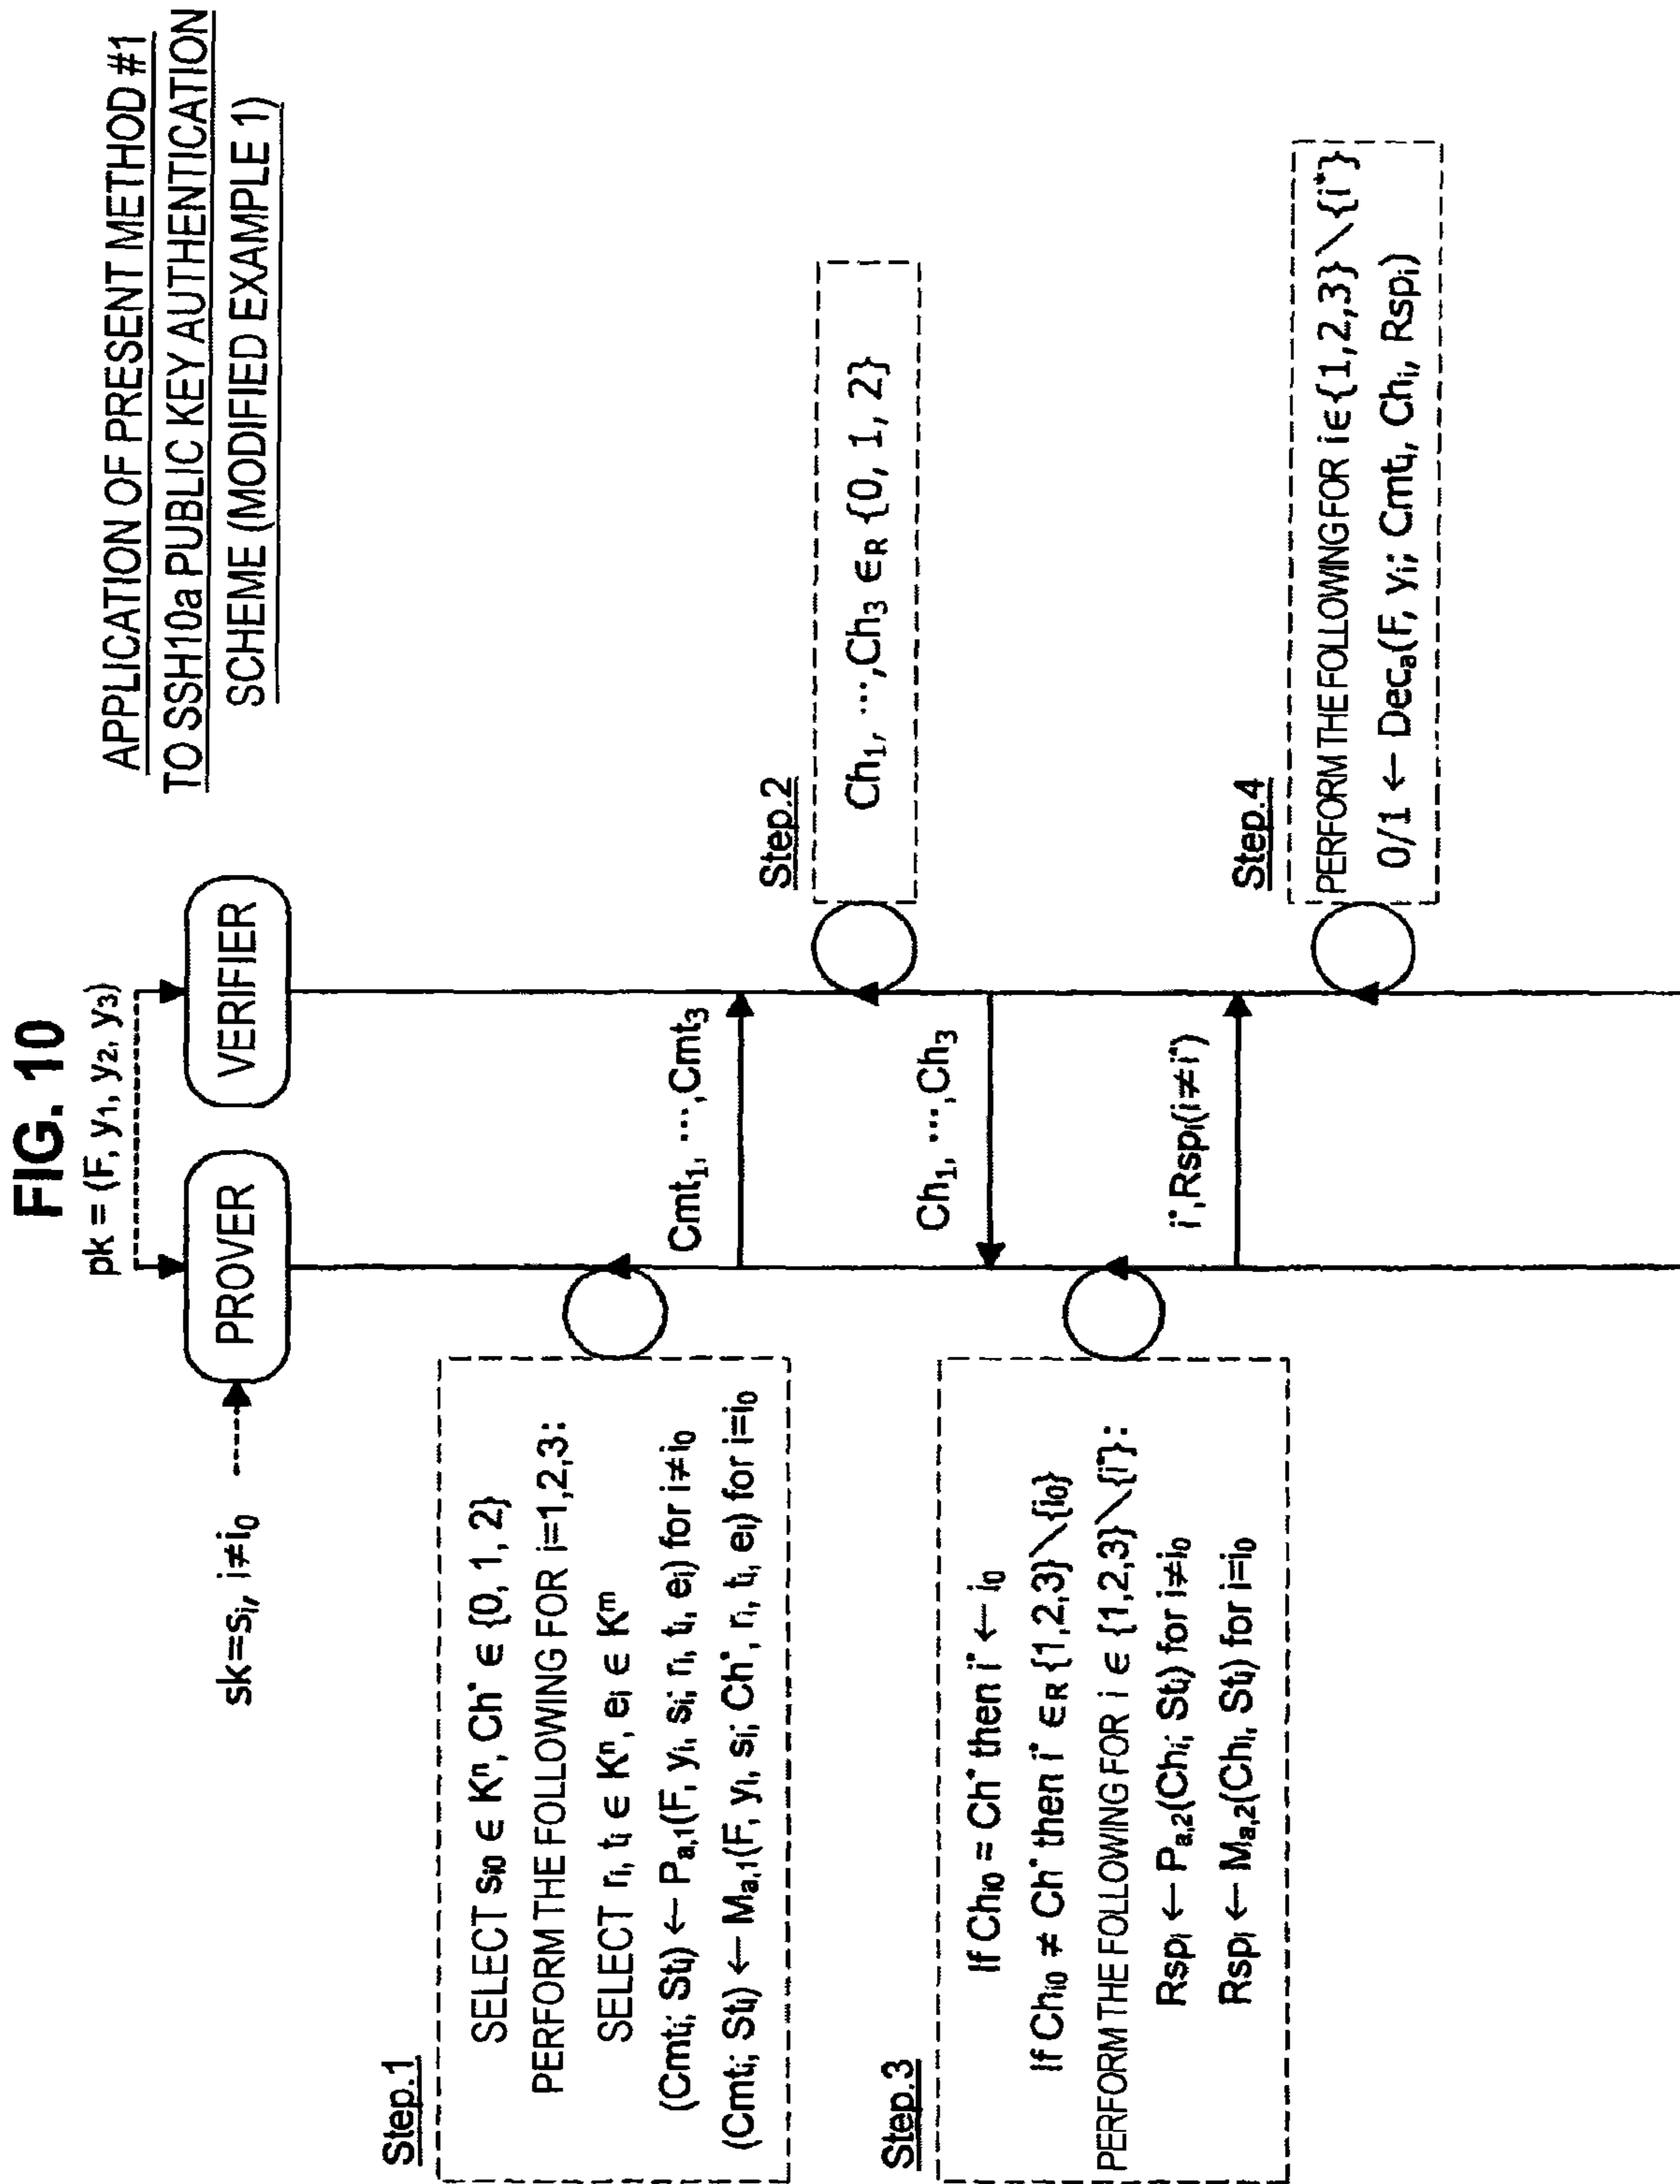 FIG. 10
APPLICATION OF PRESENT METHOD #1
TO SSH10a PUBLIC KEY AUTHENTICATION
SCHEME (MODIFIED EXAMPLE 1)
pk = (F, y₁, y₂, y₃)
sk=sᵢ, i≠i₀
PROVER
VERIFIER
Step.1
SELECT sᵢ₀ ∈ Kⁿ, Ch* ∈ {0, 1, 2}
PERFORM THE FOLLOWING FOR i=1,2,3:
SELECT rᵢ, tᵢ ∈ Kⁿ, eᵢ ∈ Kᵐ
(Cmtᵢ; Stᵢ) ← Pₐ,₁(F, yᵢ, sᵢ; rᵢ, tᵢ, eᵢ) for i≠i₀
(Cmtᵢ; Stᵢ) ← Mₐ,₁(F, yᵢ, sᵢ; Ch*, rᵢ, tᵢ, eᵢ) for i=i₀
Cmt₁, ⋯,Cmt₃
Step.2
Ch₁, ⋯,Ch₃ ∈R {0, 1, 2}
Ch₁, ⋯,Ch₃
Step.3
If Chᵢ₀ = Ch* then i* ← i₀
If Chᵢ₀ ≠ Ch* then i* ∈R {1,2,3}\{i₀}
PERFORM THE FOLLOWING FOR i ∈ {1,2,3}\{i*}:
Rspᵢ ← Pₐ,₂(Chᵢ; Stᵢ) for i≠i₀
Rspᵢ ← Mₐ,₂(Chᵢ, Stᵢ) for i=i₀
i*,Rspᵢ(i≠i*)
Step.4
PERFORM THE FOLLOWING FOR i∈{1,2,3}\{i*}
0/1 ← Decₐ(F, yᵢ; Cmtᵢ, Chᵢ, Rspᵢ)